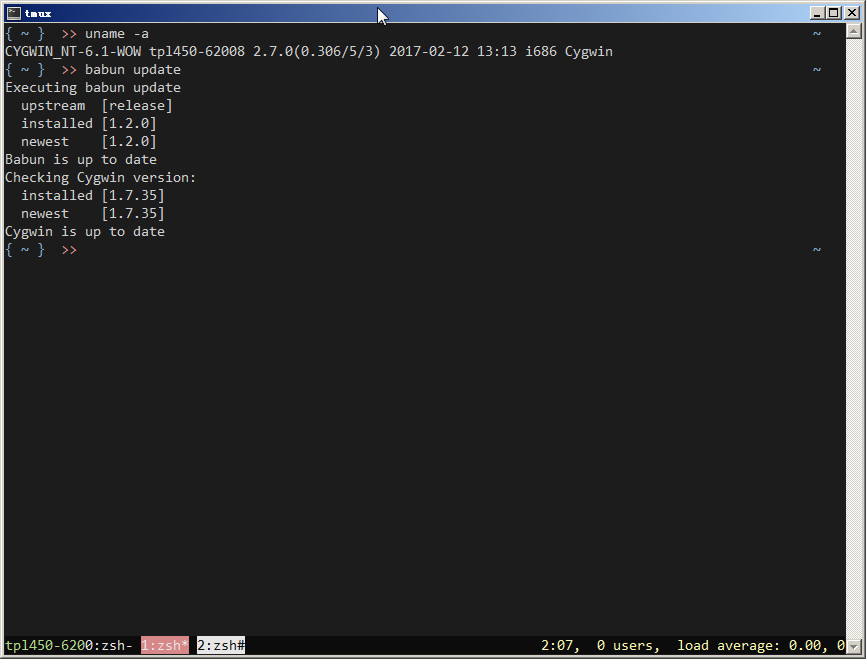 tmux
{ ~ }  >> uname -a ~
CYGWIN_NT-6.1-WOW tpl450-62008 2.7.0(0.306/5/3) 2017-02-12 13:13 i686 Cygwin
{ ~ }  >> babun update ~
Executing babun update
  upstream  [release]
  installed [1.2.0]
  newest    [1.2.0]
Babun is up to date
Checking Cygwin version:
  installed [1.7.35]
  newest    [1.7.35]
Cygwin is up to date
{ ~ }  >> ~
tpl450-6200:zsh- 1:zsh* 2:zsh# 2:07,  0 users,  load average: 0.00, 0